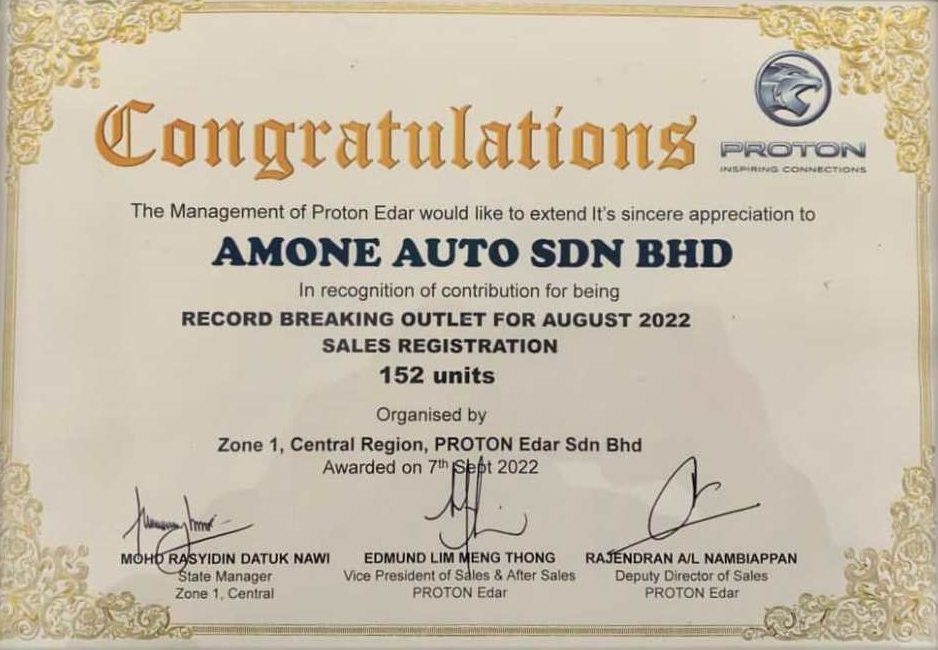 Congratulations
PROTON
INSPIRING CONNECTIONS
The Management of Proton Edar would like to extend It's sincere appreciation to
AMONE AUTO SDN BHD
In recognition of contribution for being
RECORD BREAKING OUTLET FOR AUGUST 2022
SALES REGISTRATION
152 units
Organised by
Zone 1, Central Region, PROTON Edar Sdn Bhd
Awarded on 7th Sept 2022
MOHD RASYIDIN DATUK NAWI
State Manager
Zone 1, Central
EDMUND LIM MENG THONG
Vice President of Sales & After Sales
PROTON Edar
RAJENDRAN A/L NAMBIAPPAN
Deputy Director of Sales
PROTON Edar